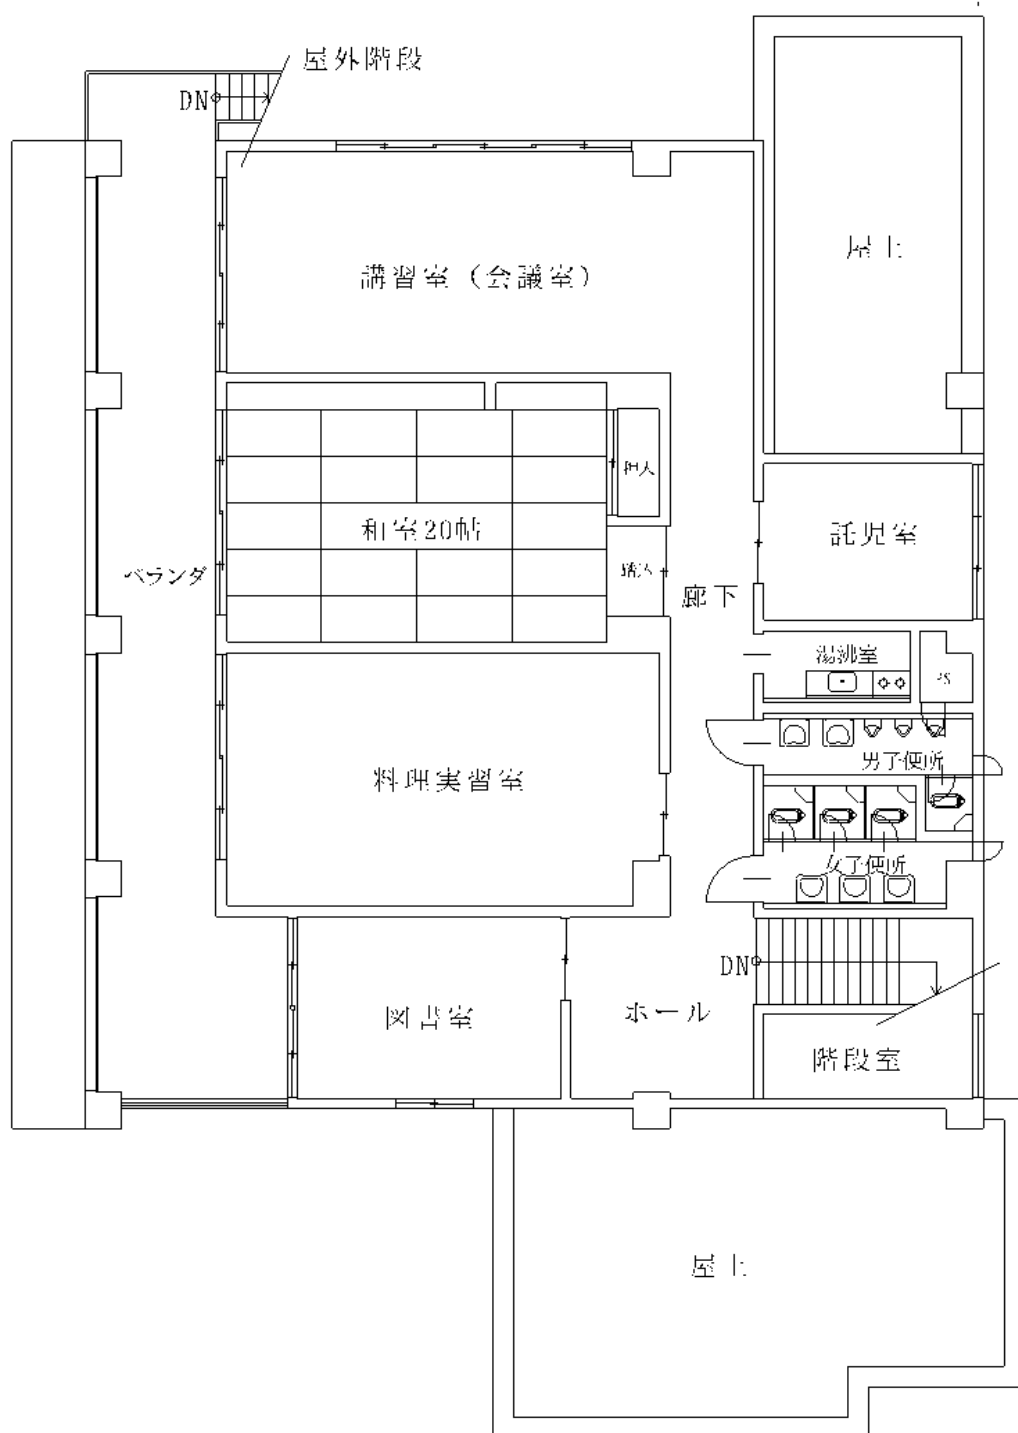 屋外階段
DN
屋上
講習室（会議室）
押入
和室20帖
託児室
ベランダ
踏込
廊下
湯沸室
PS
男子便所
料理実習室
女子便所
DN
図書室
ホール
階段室
屋上